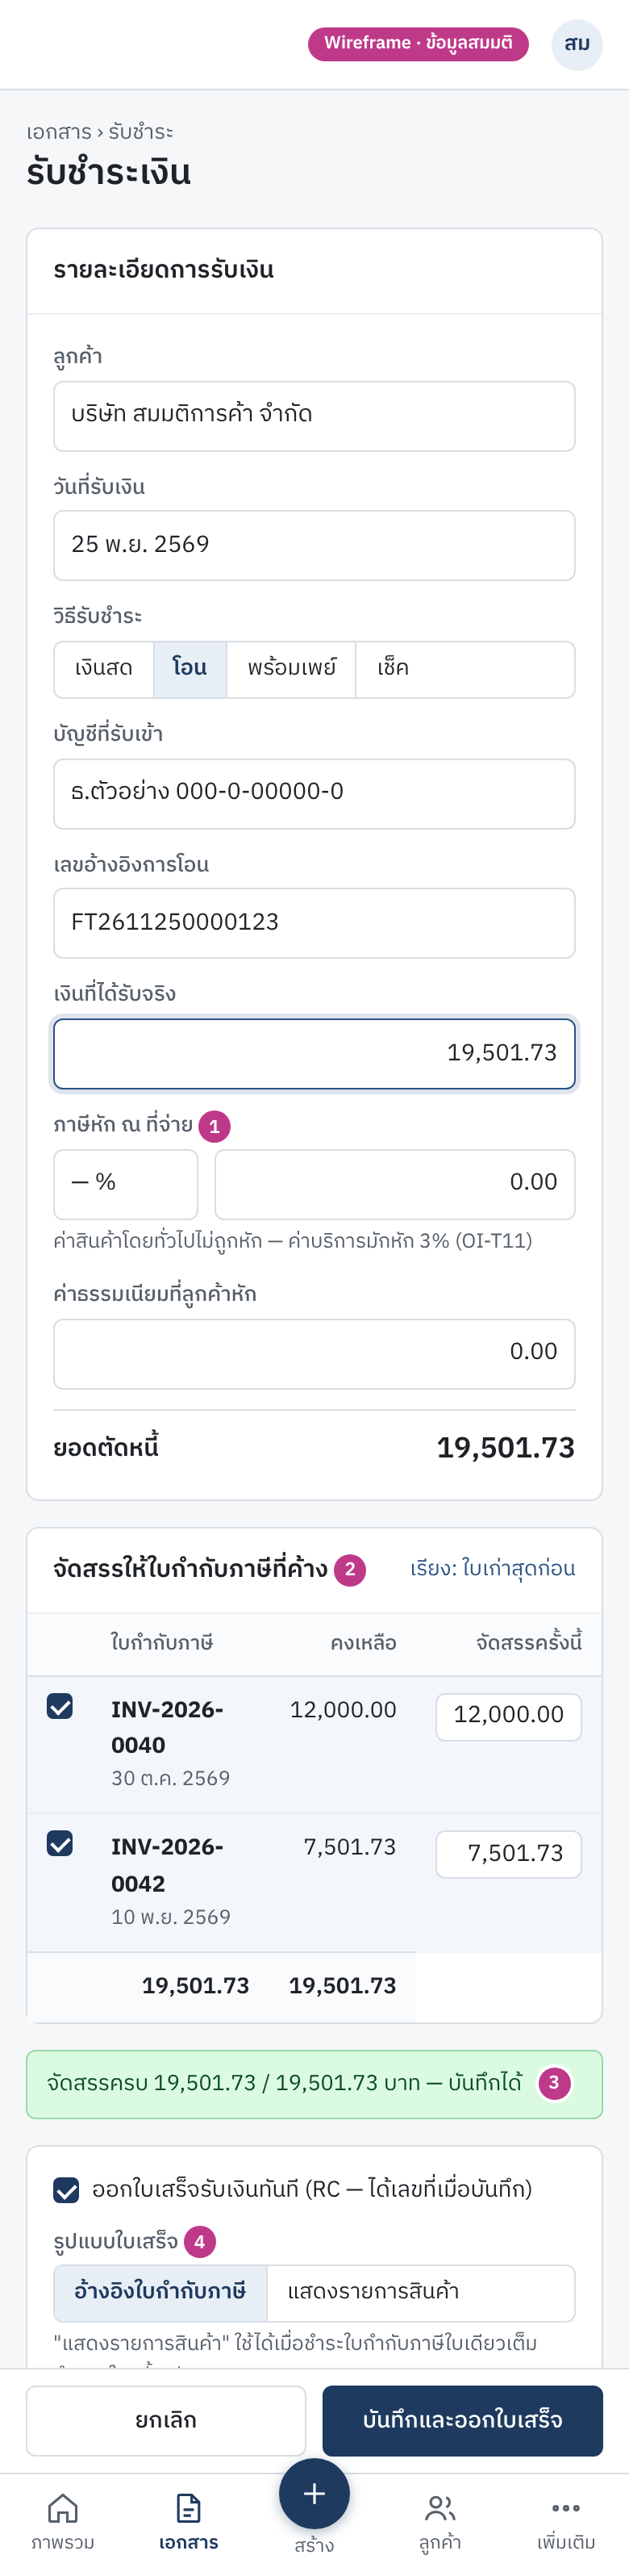 Wireframe · ข้อมูลสมมติ
สม
เอกสาร › รับชำระ
รับชำระเงิน
รายละเอียดการรับเงิน
ลูกค้า
บริษัท สมมติการค้า จำกัด
วันที่รับเงิน
25 พ.ย. 2569
วิธีรับชำระ
เงินสด โอน พร้อมเพย์ เช็ค
บัญชีที่รับเข้า
ธ.ตัวอย่าง 000-0-00000-0
เลขอ้างอิงการโอน
FT2611250000123
เงินที่ได้รับจริง
19,501.73
ภาษีหัก ณ ที่จ่าย 1
— % 0.00
ค่าสินค้าโดยทั่วไปไม่ถูกหัก — ค่าบริการมักหัก 3% (OI-T11)
ค่าธรรมเนียมที่ลูกค้าหัก
0.00
ยอดตัดหนี้ 19,501.73
จัดสรรให้ใบกำกับภาษีที่ค้าง 2 เรียง: ใบเก่าสุดก่อน
ใบกำกับภาษี คงเหลือ จัดสรรครั้งนี้
INV-2026- 12,000.00 12,000.00
0040
30 ต.ค. 2569
INV-2026- 7,501.73 7,501.73
0042
10 พ.ย. 2569
19,501.73 19,501.73
จัดสรรครบ 19,501.73 / 19,501.73 บาท — บันทึกได้ 3
ออกใบเสร็จรับเงินทันที (RC — ได้เลขที่เมื่อบันทึก)
รูปแบบใบเสร็จ 4
อ้างอิงใบกำกับภาษี แสดงรายการสินค้า
"แสดงรายการสินค้า" ใช้ได้เมื่อชำระใบกำกับภาษีใบเดียวเต็ม
ยกเลิก บันทึกและออกใบเสร็จ
ภาพรวม เอกสาร สร้าง ลูกค้า เพิ่มเติม